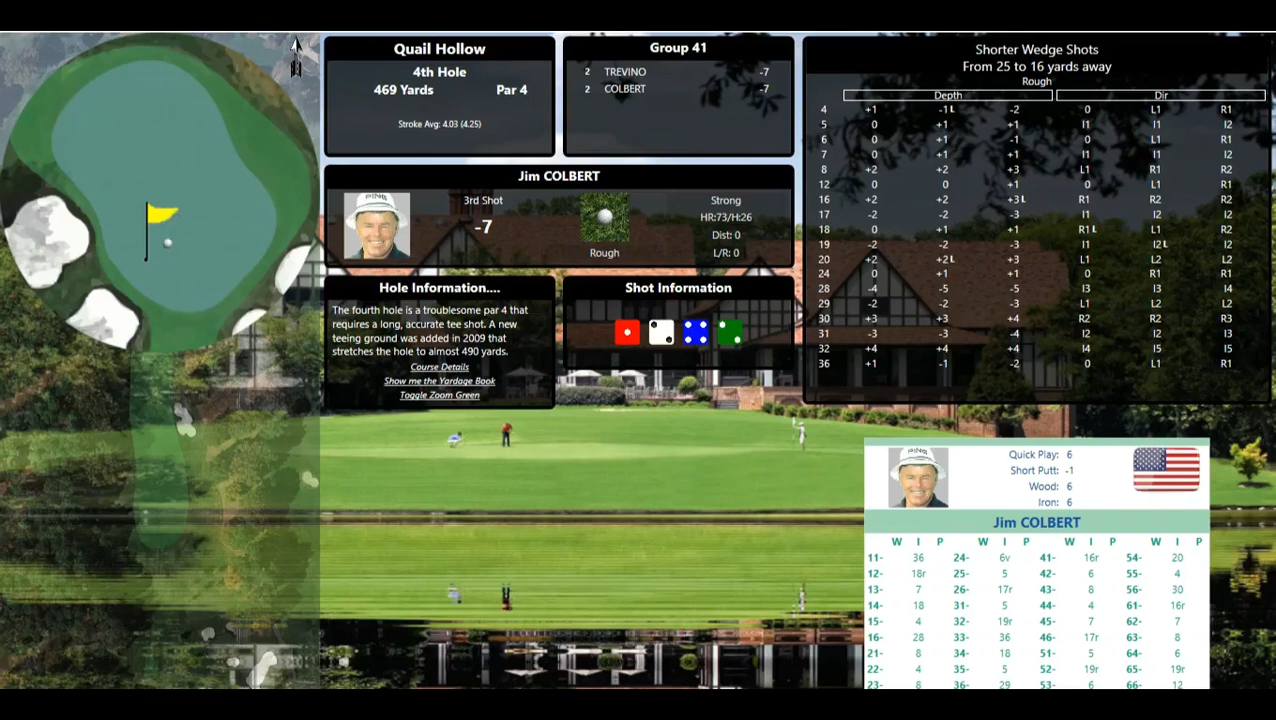 Quail Hollow
4th Hole
469 Yards Par 4
Stroke Avg: 4.03 (4.25)
Group 41
2 TREVINO -7
2 COLBERT -7
Jim COLBERT
PING
3rd Shot
-7
Rough
Strong
HR:73/H:26
Dist: 0
L/R: 0
Hole Information....
The fourth hole is a troublesome par 4 that
requires a long, accurate tee shot. A new
teeing ground was added in 2009 that
stretches the hole to almost 490 yards.
Course Details
Show me the Yardage Book
Toggle Zoom Green
Shot Information
Shorter Wedge Shots
From 25 to 16 yards away
Rough
Depth Dir
4 +1 -1 L -2 0 L1 R1
5 0 +1 +1 I1 I1 I2
6 0 +1 -1 0 L1 R1
7 0 +1 +1 I1 I1 I2
8 +2 +2 +3 L1 R1 R2
12 0 0 +1 0 L1 R1
16 +2 +2 +3 L R1 R2 R2
17 -2 -2 -3 I1 I2 I2
18 0 +1 +1 R1 L L1 R2
19 -2 -2 -3 I1 I2 L I2
20 +2 +2 L +3 L1 L2 L2
24 0 +1 +1 0 R1 R1
28 -4 -5 -5 I3 I3 I4
29 -2 -2 -3 L1 L2 L2
30 +3 +3 +4 R2 R2 R3
31 -3 -3 -4 I2 I2 I3
32 +4 +4 +4 I4 I5 I5
36 +1 -1 -2 0 L1 R1
PING
Quick Play: 6
Short Putt: -1
Wood: 6
Iron: 6
Jim COLBERT
W I P W I P W I P W I P
11- 36 24- 6v 41- 16r 54- 20
12- 18r 25- 5 42- 6 55- 4
13- 7 26- 17r 43- 8 56- 30
14- 18 31- 5 44- 4 61- 16r
15- 4 32- 19r 45- 7 62- 7
16- 28 33- 36 46- 17r 63- 8
21- 8 34- 18 51- 5 64- 6
22- 4 35- 5 52- 19r 65- 19r
23- 8 36- 29 53- 6 66- 12